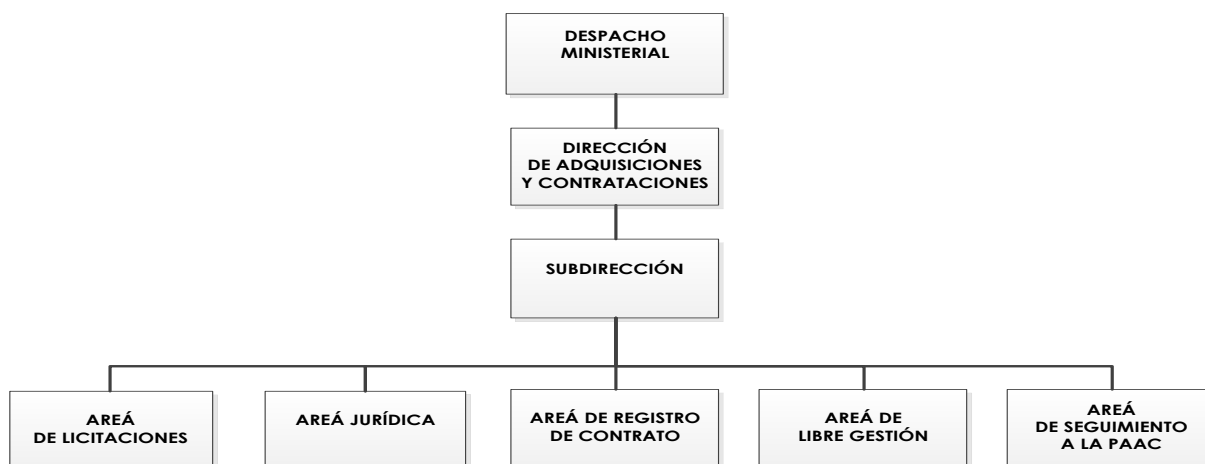 DESPACHO
MINISTERIAL
DIRECCIÓN
DE ADQUISICIONES
Y CONTRATACIONES
SUBDIRECCIÓN
AREÁ
DE LICITACIONES
AREÁ JURÍDICA
AREÁ DE REGISTRO
DE CONTRATO
AREÁ DE
LIBRE GESTIÓN
AREÁ
DE SEGUIMIENTO
A LA PAAC